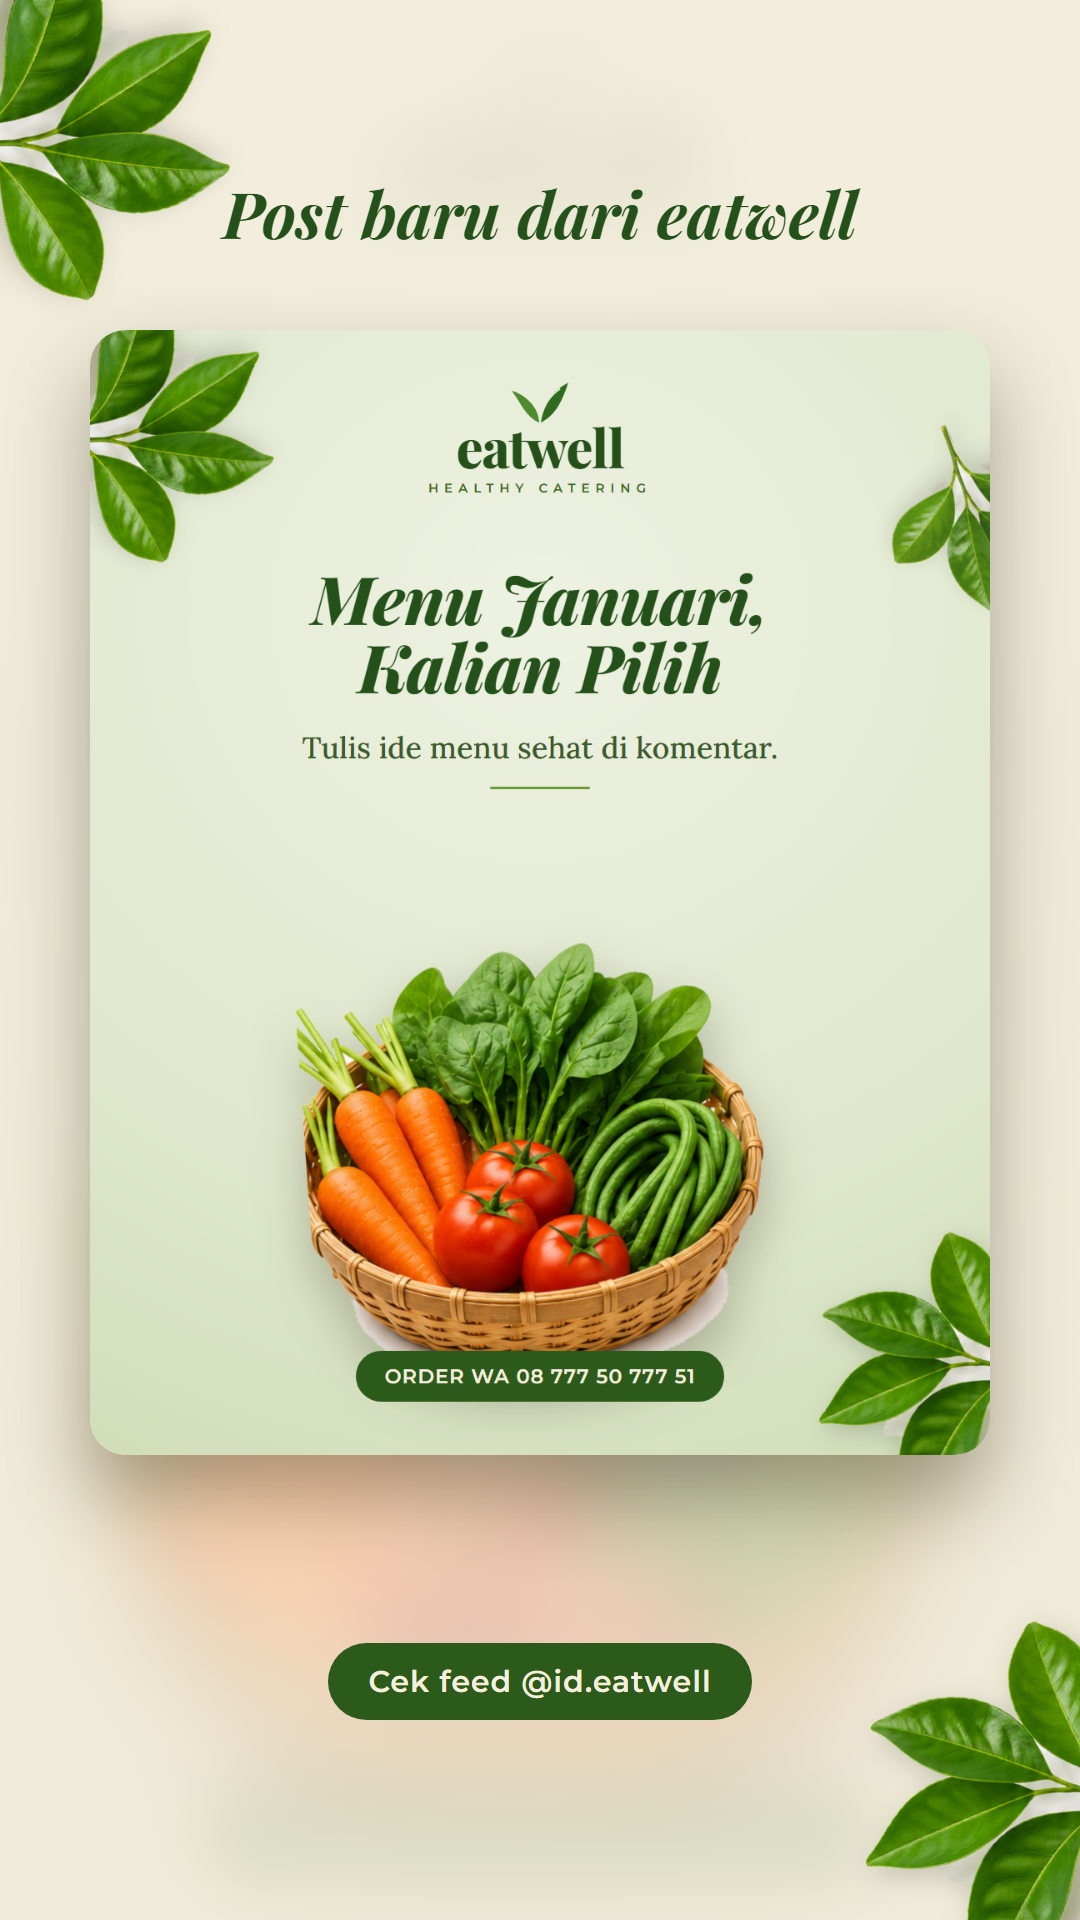 Post baru dari eatwell
eatwell
HEALTHY CATERING
Menu Januari,
Kalian Pilih
Tulis ide menu sehat di komentar.
ORDER WA 08 777 50 777 51
Cek feed @id.eatwell